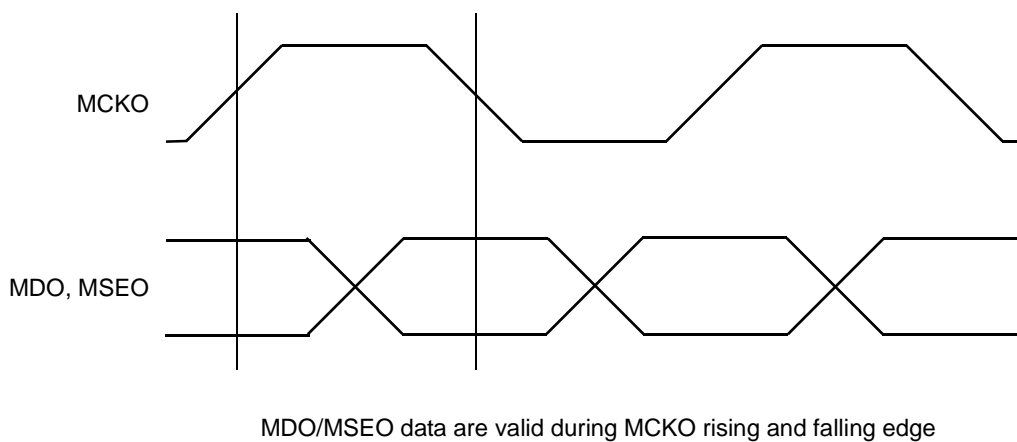 MCKO
MDO, MSEO
MDO/MSEO data are valid during MCKO rising and falling edge